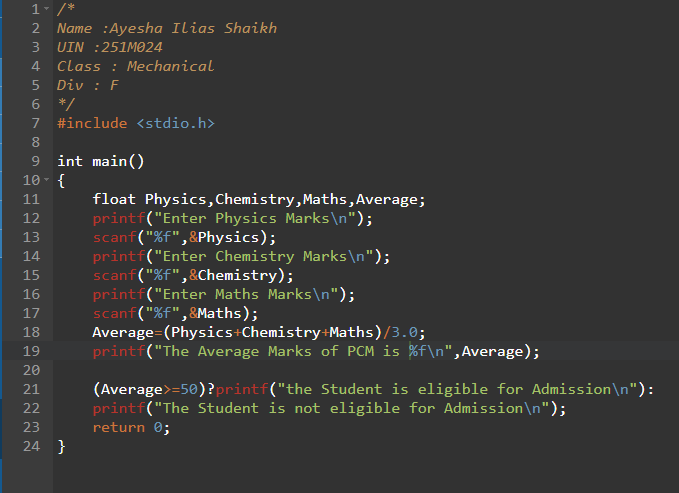 1 /*
2 Name :Ayesha Ilias Shaikh
3 UIN :251M024
4 Class : Mechanical
5 Div : F
6 */
7 #include <stdio.h>
8
9 int main()
10 {
11     float Physics,Chemistry,Maths,Average;
12     printf("Enter Physics Marks\n");
13     scanf("%f",&Physics);
14     printf("Enter Chemistry Marks\n");
15     scanf("%f",&Chemistry);
16     printf("Enter Maths Marks\n");
17     scanf("%f",&Maths);
18     Average=(Physics+Chemistry+Maths)/3.0;
19     printf("The Average Marks of PCM is %f\n",Average);
20
21     (Average>=50)?printf("the Student is eligible for Admission\n"):
22     printf("The Student is not eligible for Admission\n");
23     return 0;
24 }